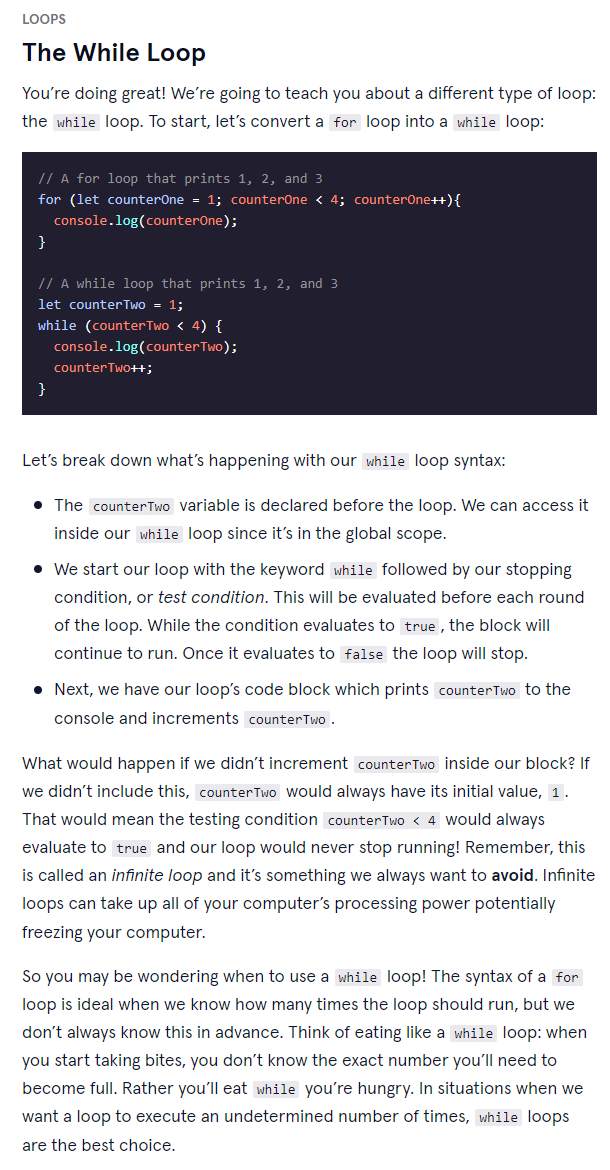 LOOPS
The While Loop
You’re doing great! We’re going to teach you about a different type of loop:
the while loop. To start, let’s convert a for loop into a while loop:
// A for loop that prints 1, 2, and 3
for (let counterOne = 1; counterOne < 4; counterOne++){
  console.log(counterOne);
}
// A while loop that prints 1, 2, and 3
let counterTwo = 1;
while (counterTwo < 4) {
  console.log(counterTwo);
  counterTwo++;
}
Let’s break down what’s happening with our while loop syntax:
● The counterTwo variable is declared before the loop. We can access it
inside our while loop since it’s in the global scope.
● We start our loop with the keyword while followed by our stopping
condition, or test condition. This will be evaluated before each round
of the loop. While the condition evaluates to true, the block will
continue to run. Once it evaluates to false the loop will stop.
● Next, we have our loop’s code block which prints counterTwo to the
console and increments counterTwo.
What would happen if we didn’t increment counterTwo inside our block? If
we didn’t include this, counterTwo would always have its initial value, 1.
That would mean the testing condition counterTwo < 4 would always
evaluate to true and our loop would never stop running! Remember, this
is called an infinite loop and it’s something we always want to avoid. Infinite
loops can take up all of your computer’s processing power potentially
freezing your computer.
So you may be wondering when to use a while loop! The syntax of a for
loop is ideal when we know how many times the loop should run, but we
don’t always know this in advance. Think of eating like a while loop: when
you start taking bites, you don’t know the exact number you’ll need to
become full. Rather you’ll eat while you’re hungry. In situations when we
want a loop to execute an undetermined number of times, while loops
are the best choice.